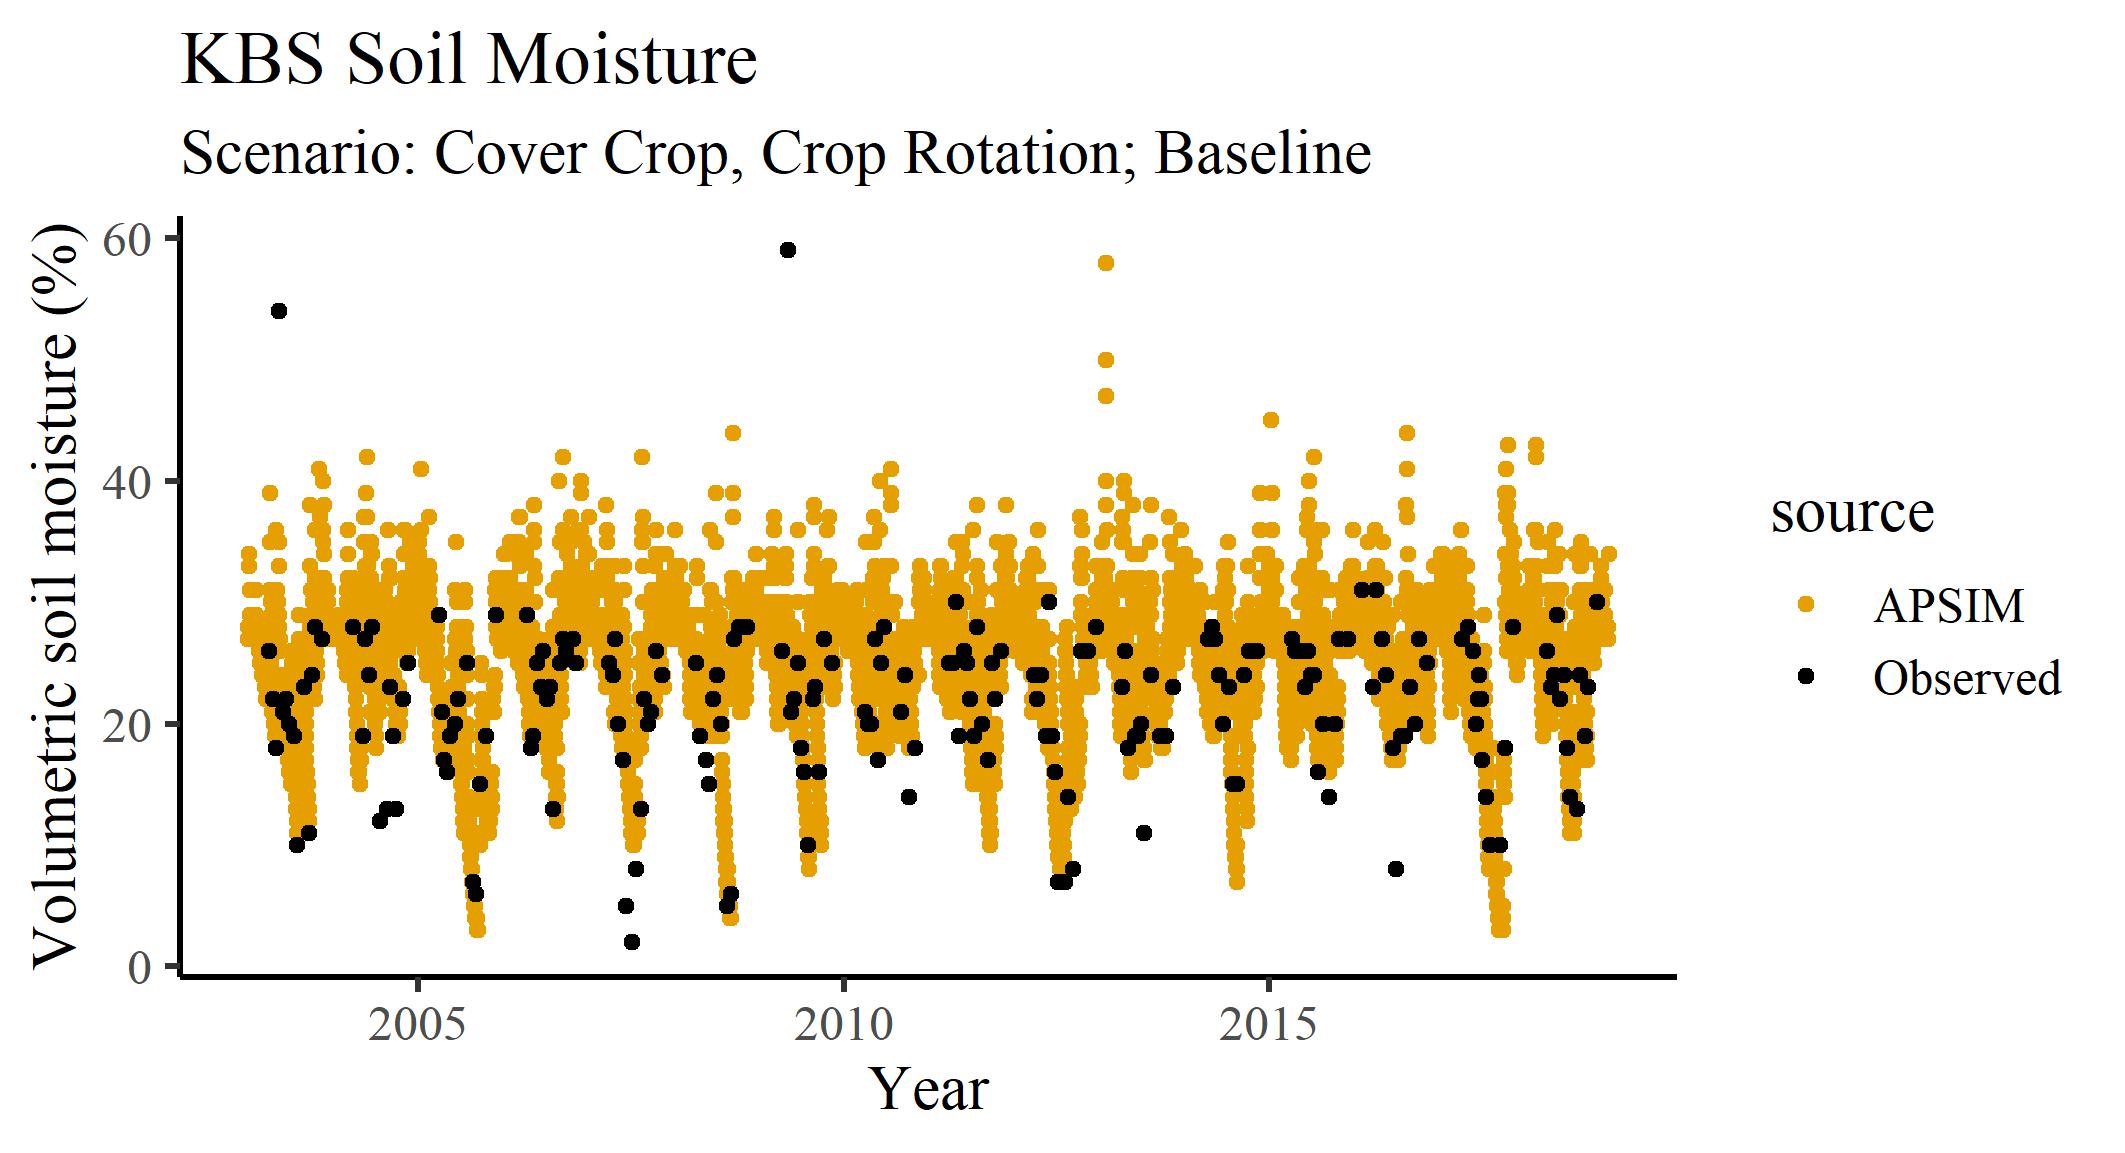 KBS Soil Moisture
Scenario: Cover Crop, Crop Rotation; Baseline
Volumetric soil moisture (%)
60
40
20
0
2005
2010
2015
Year
source
APSIM
Observed